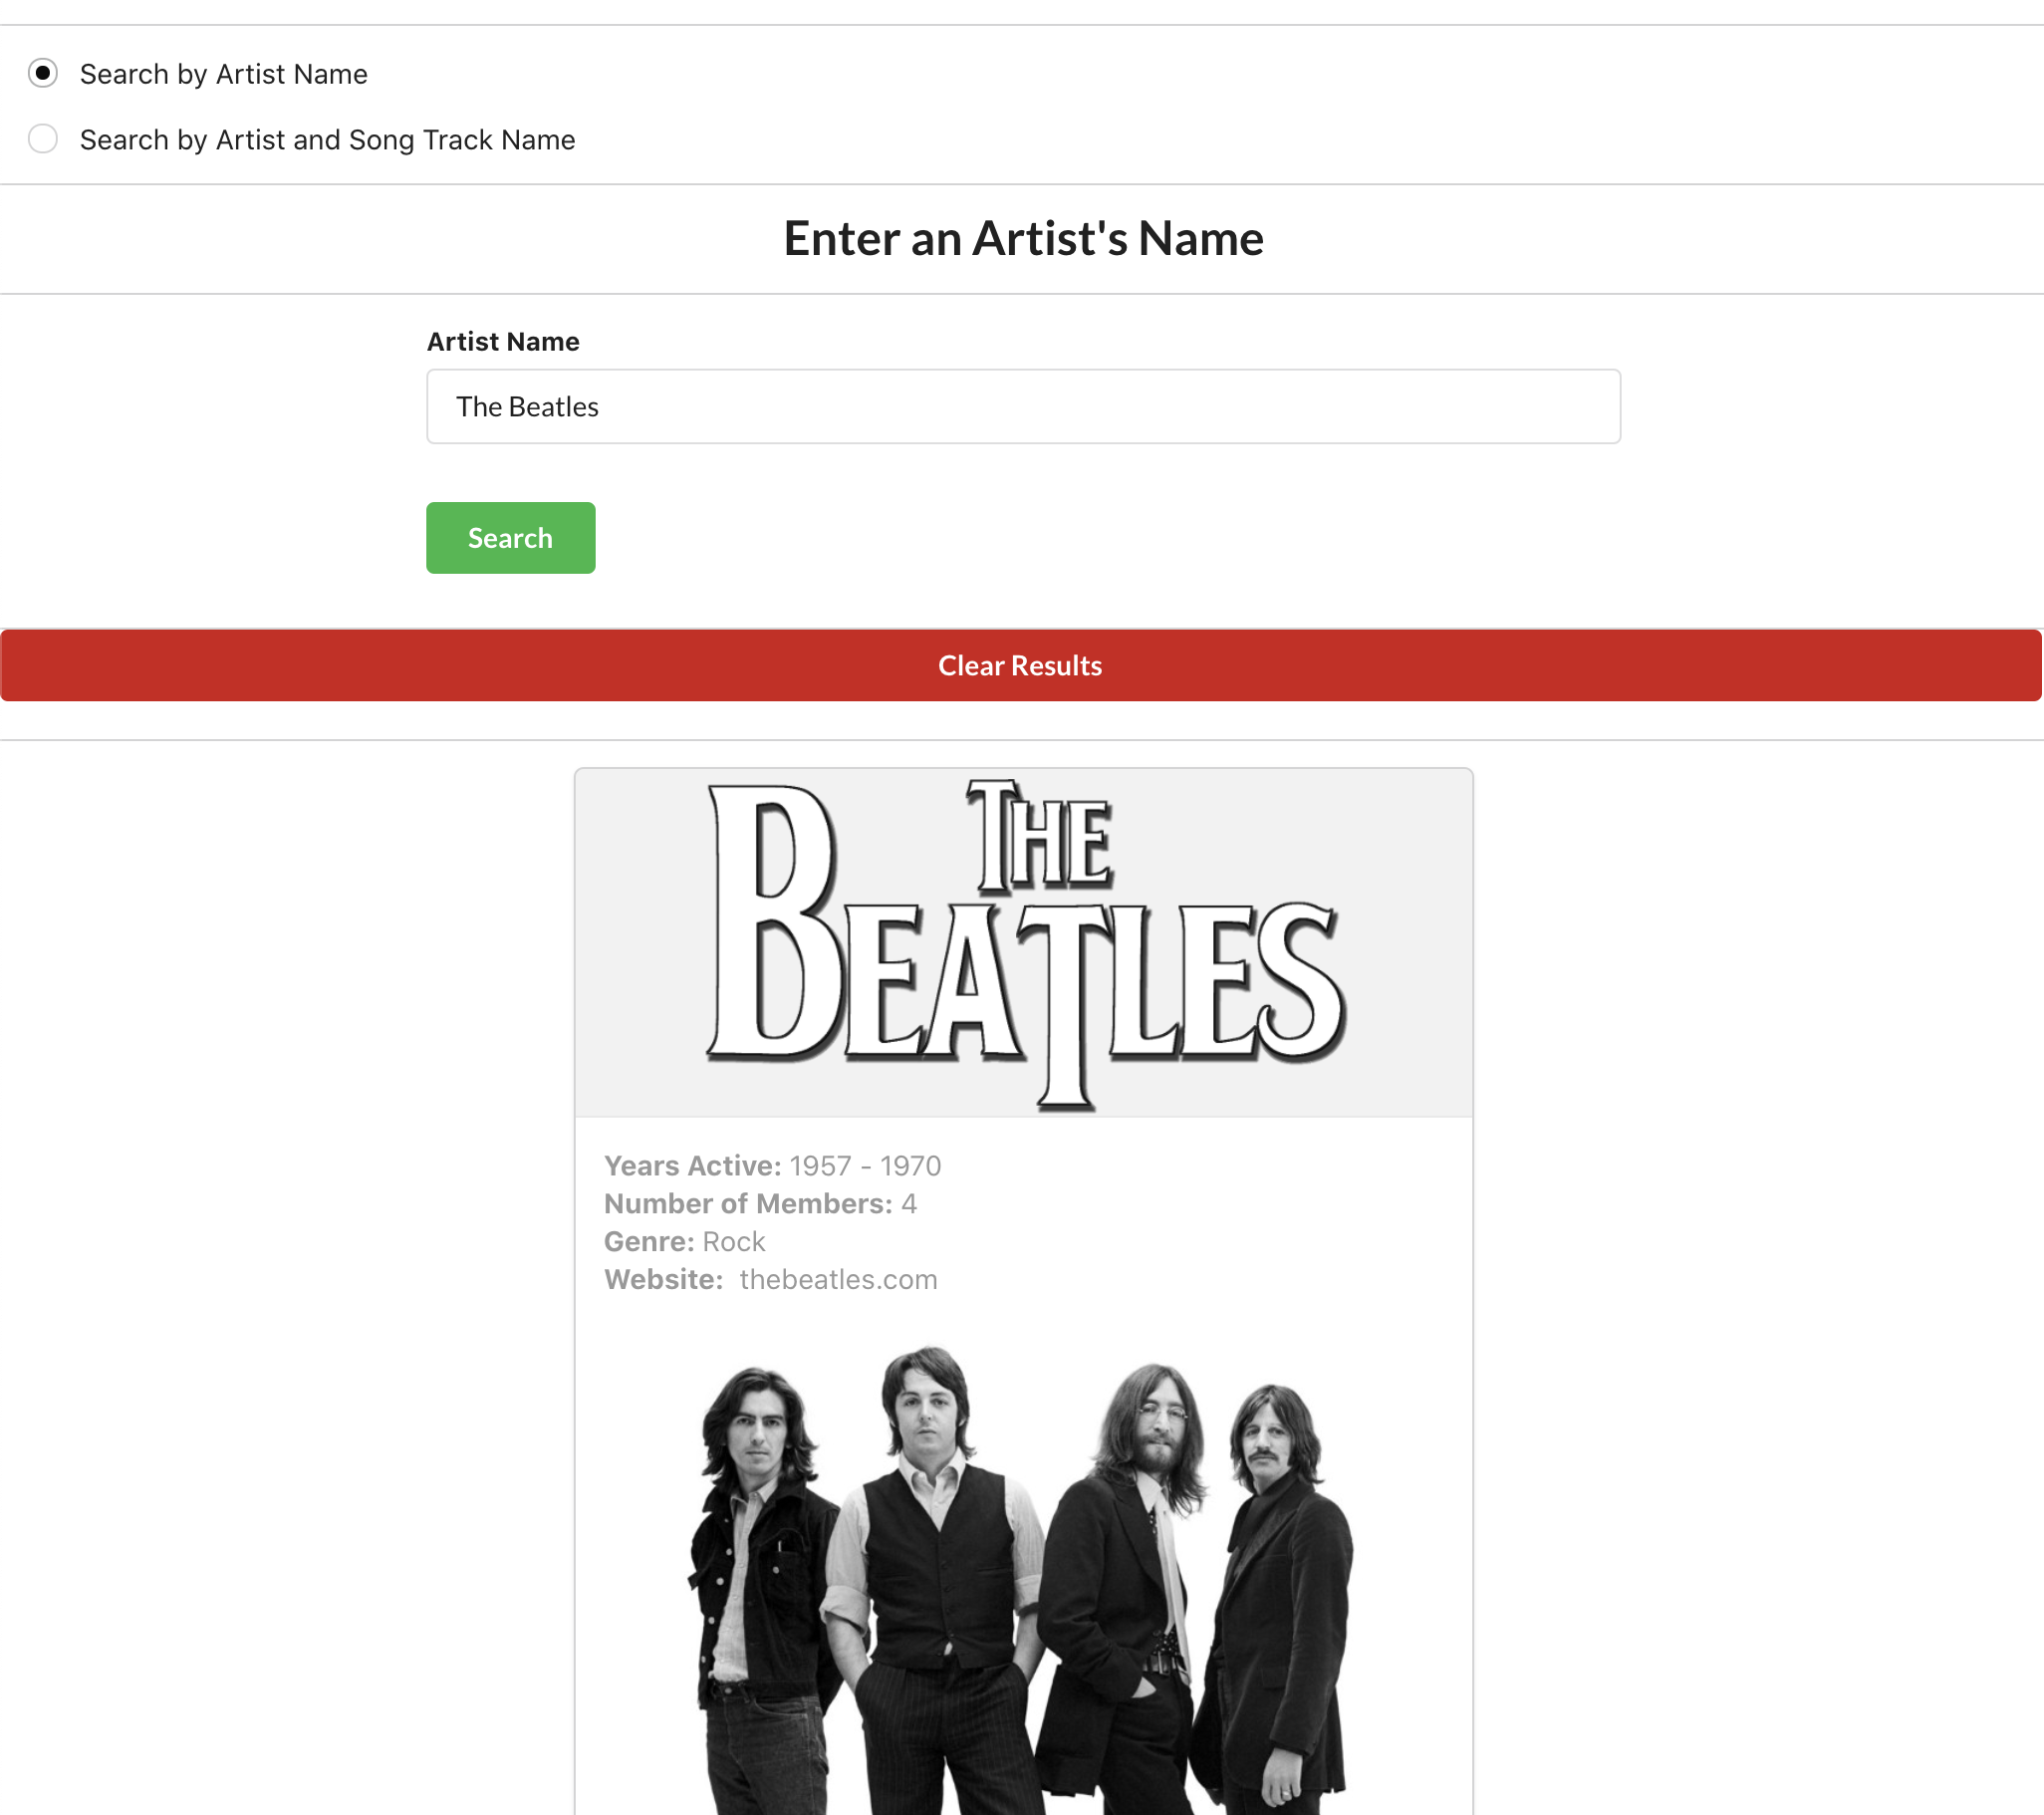 Search by Artist Name
Search by Artist and Song Track Name
Enter an Artist's Name
Artist Name
The Beatles
Search
Clear Results
THE
BEATLES
Years Active: 1957 - 1970
Number of Members: 4
Genre: Rock
Website: thebeatles.com